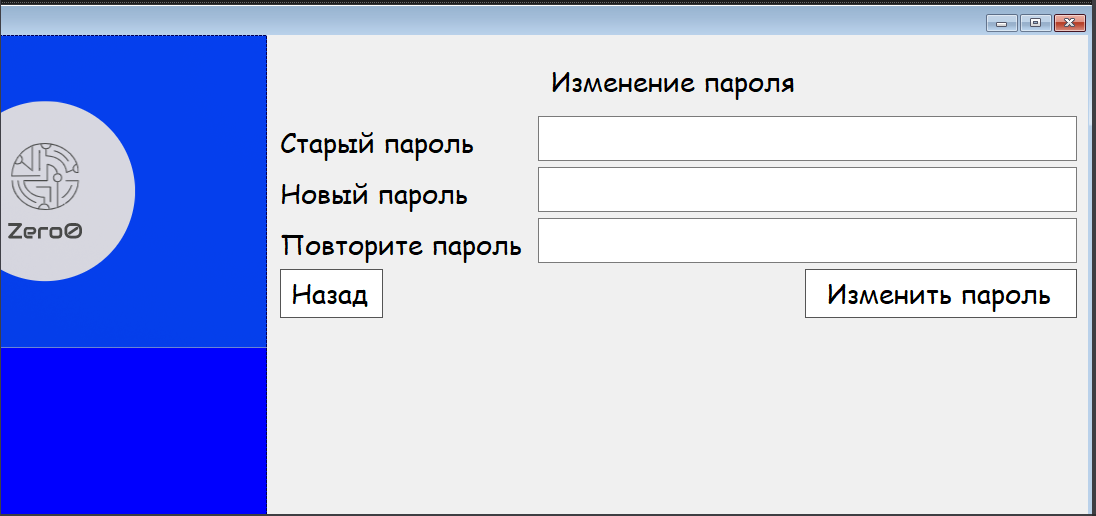 Изменение пароля
Старый пароль
Новый пароль
Zero0
Повторите пароль
Назад
Изменить пароль